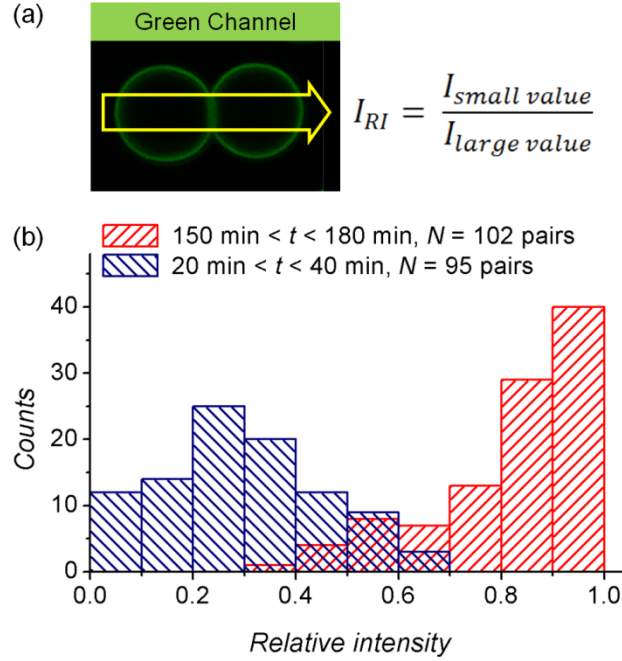 (a)
Green Channel
I_RI = I_small value / I_large value
(b)
150 min < t < 180 min, N = 102 pairs
20 min < t < 40 min, N = 95 pairs
Counts
40
30
20
10
0
0.0 0.2 0.4 0.6 0.8 1.0
Relative intensity